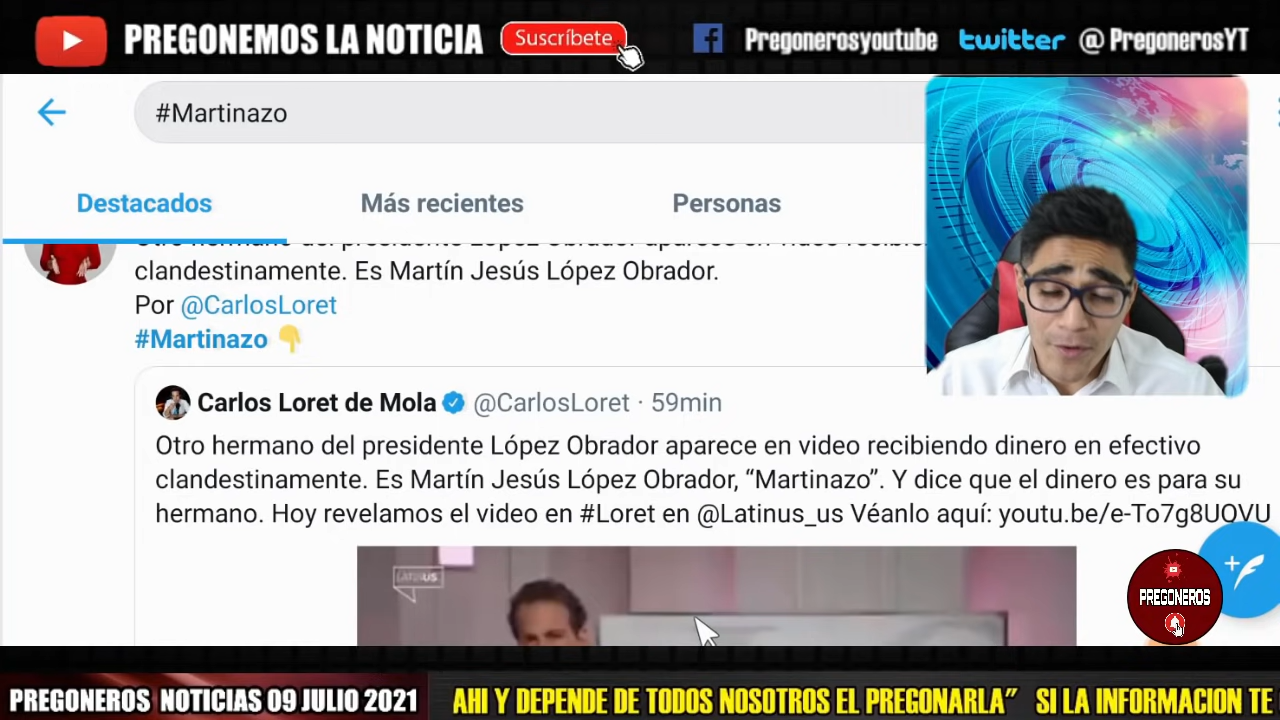 PREGONEMOS LA NOTICIA
Suscríbete
Pregonerosyoutube
twitter @PregonerosYT
#Martinazo
Destacados
Más recientes
Personas
clandestinamente. Es Martín Jesús López Obrador.
Por @CarlosLoret
#Martinazo
Carlos Loret de Mola @CarlosLoret · 59min
Otro hermano del presidente López Obrador aparece en video recibiendo dinero en efectivo
clandestinamente. Es Martín Jesús López Obrador, “Martinazo”. Y dice que el dinero es para su
hermano. Hoy revelamos el video en #Loret en @Latinus_us Véanlo aquí: youtu.be/e-To7g8UQVU
LATINUS
PREGONEROS
PREGONEROS NOTICIAS 09 JULIO 2021
AHI Y DEPENDE DE TODOS NOSOTROS EL PREGONARLA” SI LA INFORMACION TE